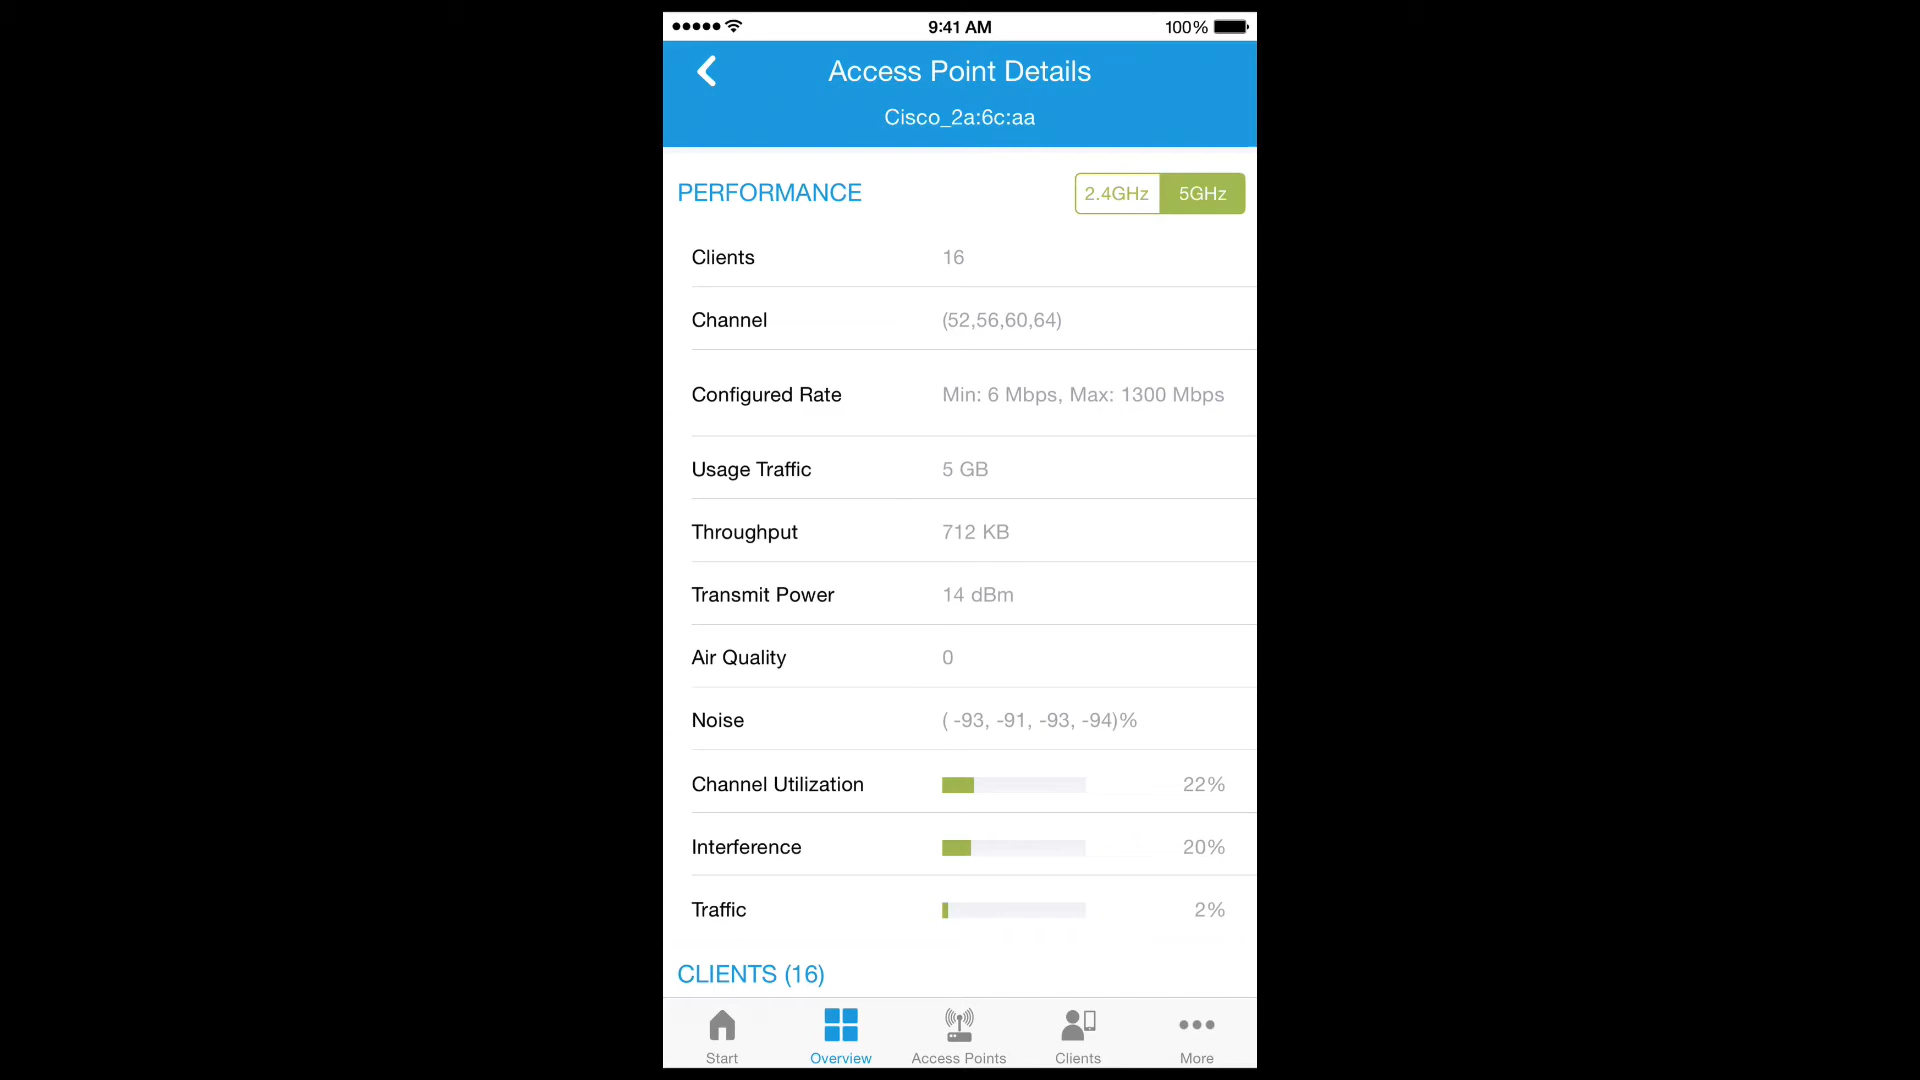 9:41 AM
100%
Access Point Details
Cisco_2a:6c:aa
PERFORMANCE
2.4GHz 5GHz
Clients 16
Channel (52,56,60,64)
Configured Rate Min: 6 Mbps, Max: 1300 Mbps
Usage Traffic 5 GB
Throughput 712 KB
Transmit Power 14 dBm
Air Quality 0
Noise ( -93, -91, -93, -94)%
Channel Utilization 22%
Interference 20%
Traffic 2%
CLIENTS (16)
Start Overview Access Points Clients More